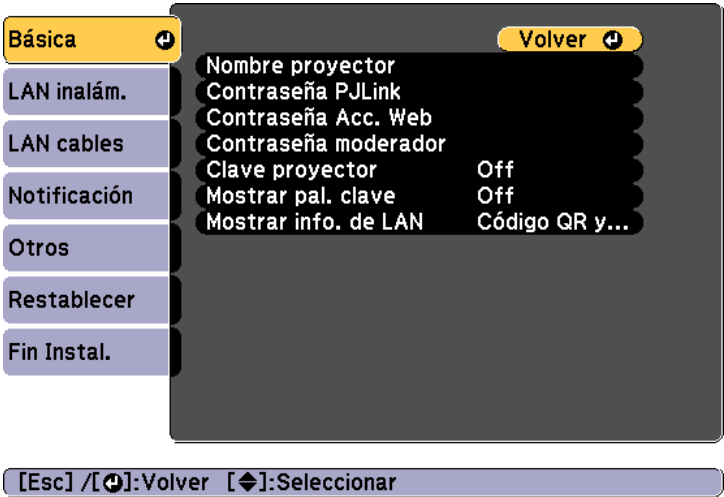 Básica
Volver
Nombre proyector
Contraseña PJLink
LAN inalám.
Contraseña Acc. Web
LAN cables
Contraseña moderador
Clave proyector Off
Notificación
Mostrar pal. clave Off
Mostrar info. de LAN Código QR y...
Otros
Restablecer
Fin Instal.
[Esc] /[⏎]:Volver [◆]:Seleccionar